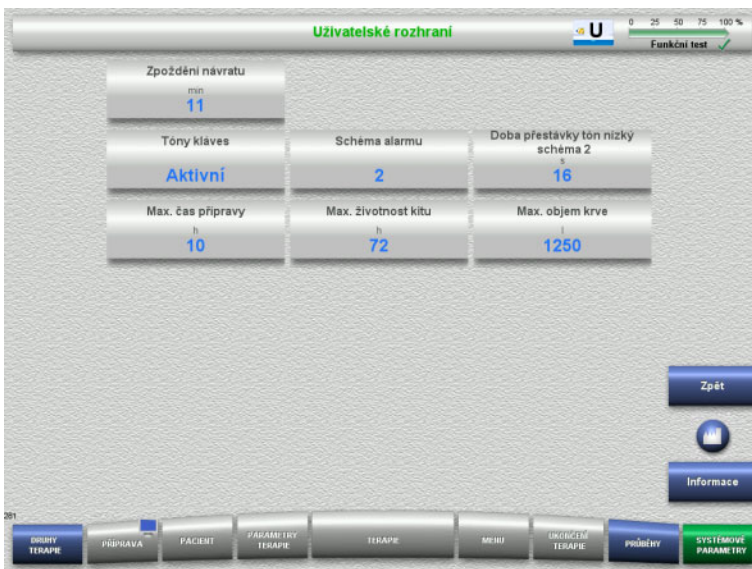 Uživatelské rozhraní
U
0 25 50 75 100 %
Funkční test
Zpoždění návratu
min
11
Tóny kláves
Aktivní
Schéma alarmu
2
Doba přestávky tón nízký
schéma 2
s
16
Max. čas přípravy
h
10
Max. životnost kitu
h
72
Max. objem krve
l
1250
Zpět
Informace
281
DRUHY
TERAPIE
PŘÍPRAVA
PACIENT
PARAMETRY
TERAPIE
TERAPIE
MENU
UKONČENÍ
TERAPIE
PRŮBĚHY
SYSTÉMOVÉ
PARAMETRY